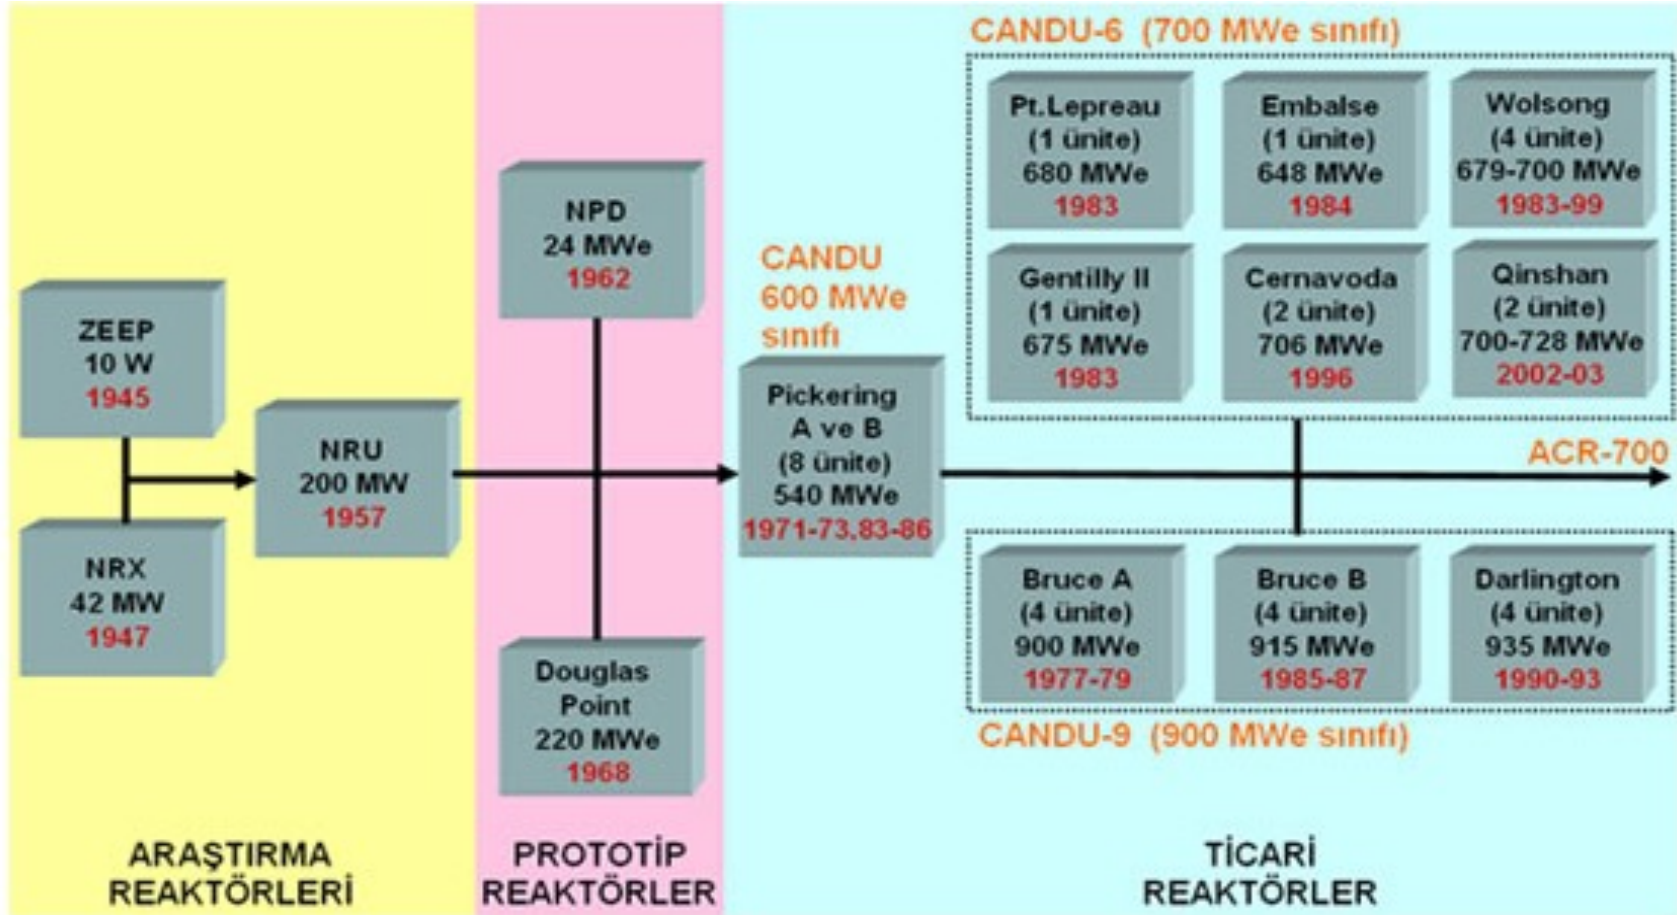 ZEEP
10 W
1945
NRX
42 MW
1947
NRU
200 MW
1957
ARAŞTIRMA
REAKTÖRLERİ
NPD
24 MWe
1962
Douglas
Point
220 MWe
1968
PROTOTİP
REAKTÖRLER
CANDU
600 MWe
sınıfı
Pickering
A ve B
(8 ünite)
540 MWe
1971-73,83-86
CANDU-6 (700 MWe sınıfı)
Pt.Lepreau
(1 ünite)
680 MWe
1983
Embalse
(1 ünite)
648 MWe
1984
Wolsong
(4 ünite)
679-700 MWe
1983-99
Gentilly II
(1 ünite)
675 MWe
1983
Cernavoda
(2 ünite)
706 MWe
1996
Qinshan
(2 ünite)
700-728 MWe
2002-03
ACR-700
Bruce A
(4 ünite)
900 MWe
1977-79
Bruce B
(4 ünite)
915 MWe
1985-87
Darlington
(4 ünite)
935 MWe
1990-93
CANDU-9 (900 MWe sınıfı)
TİCARİ
REAKTÖRLER